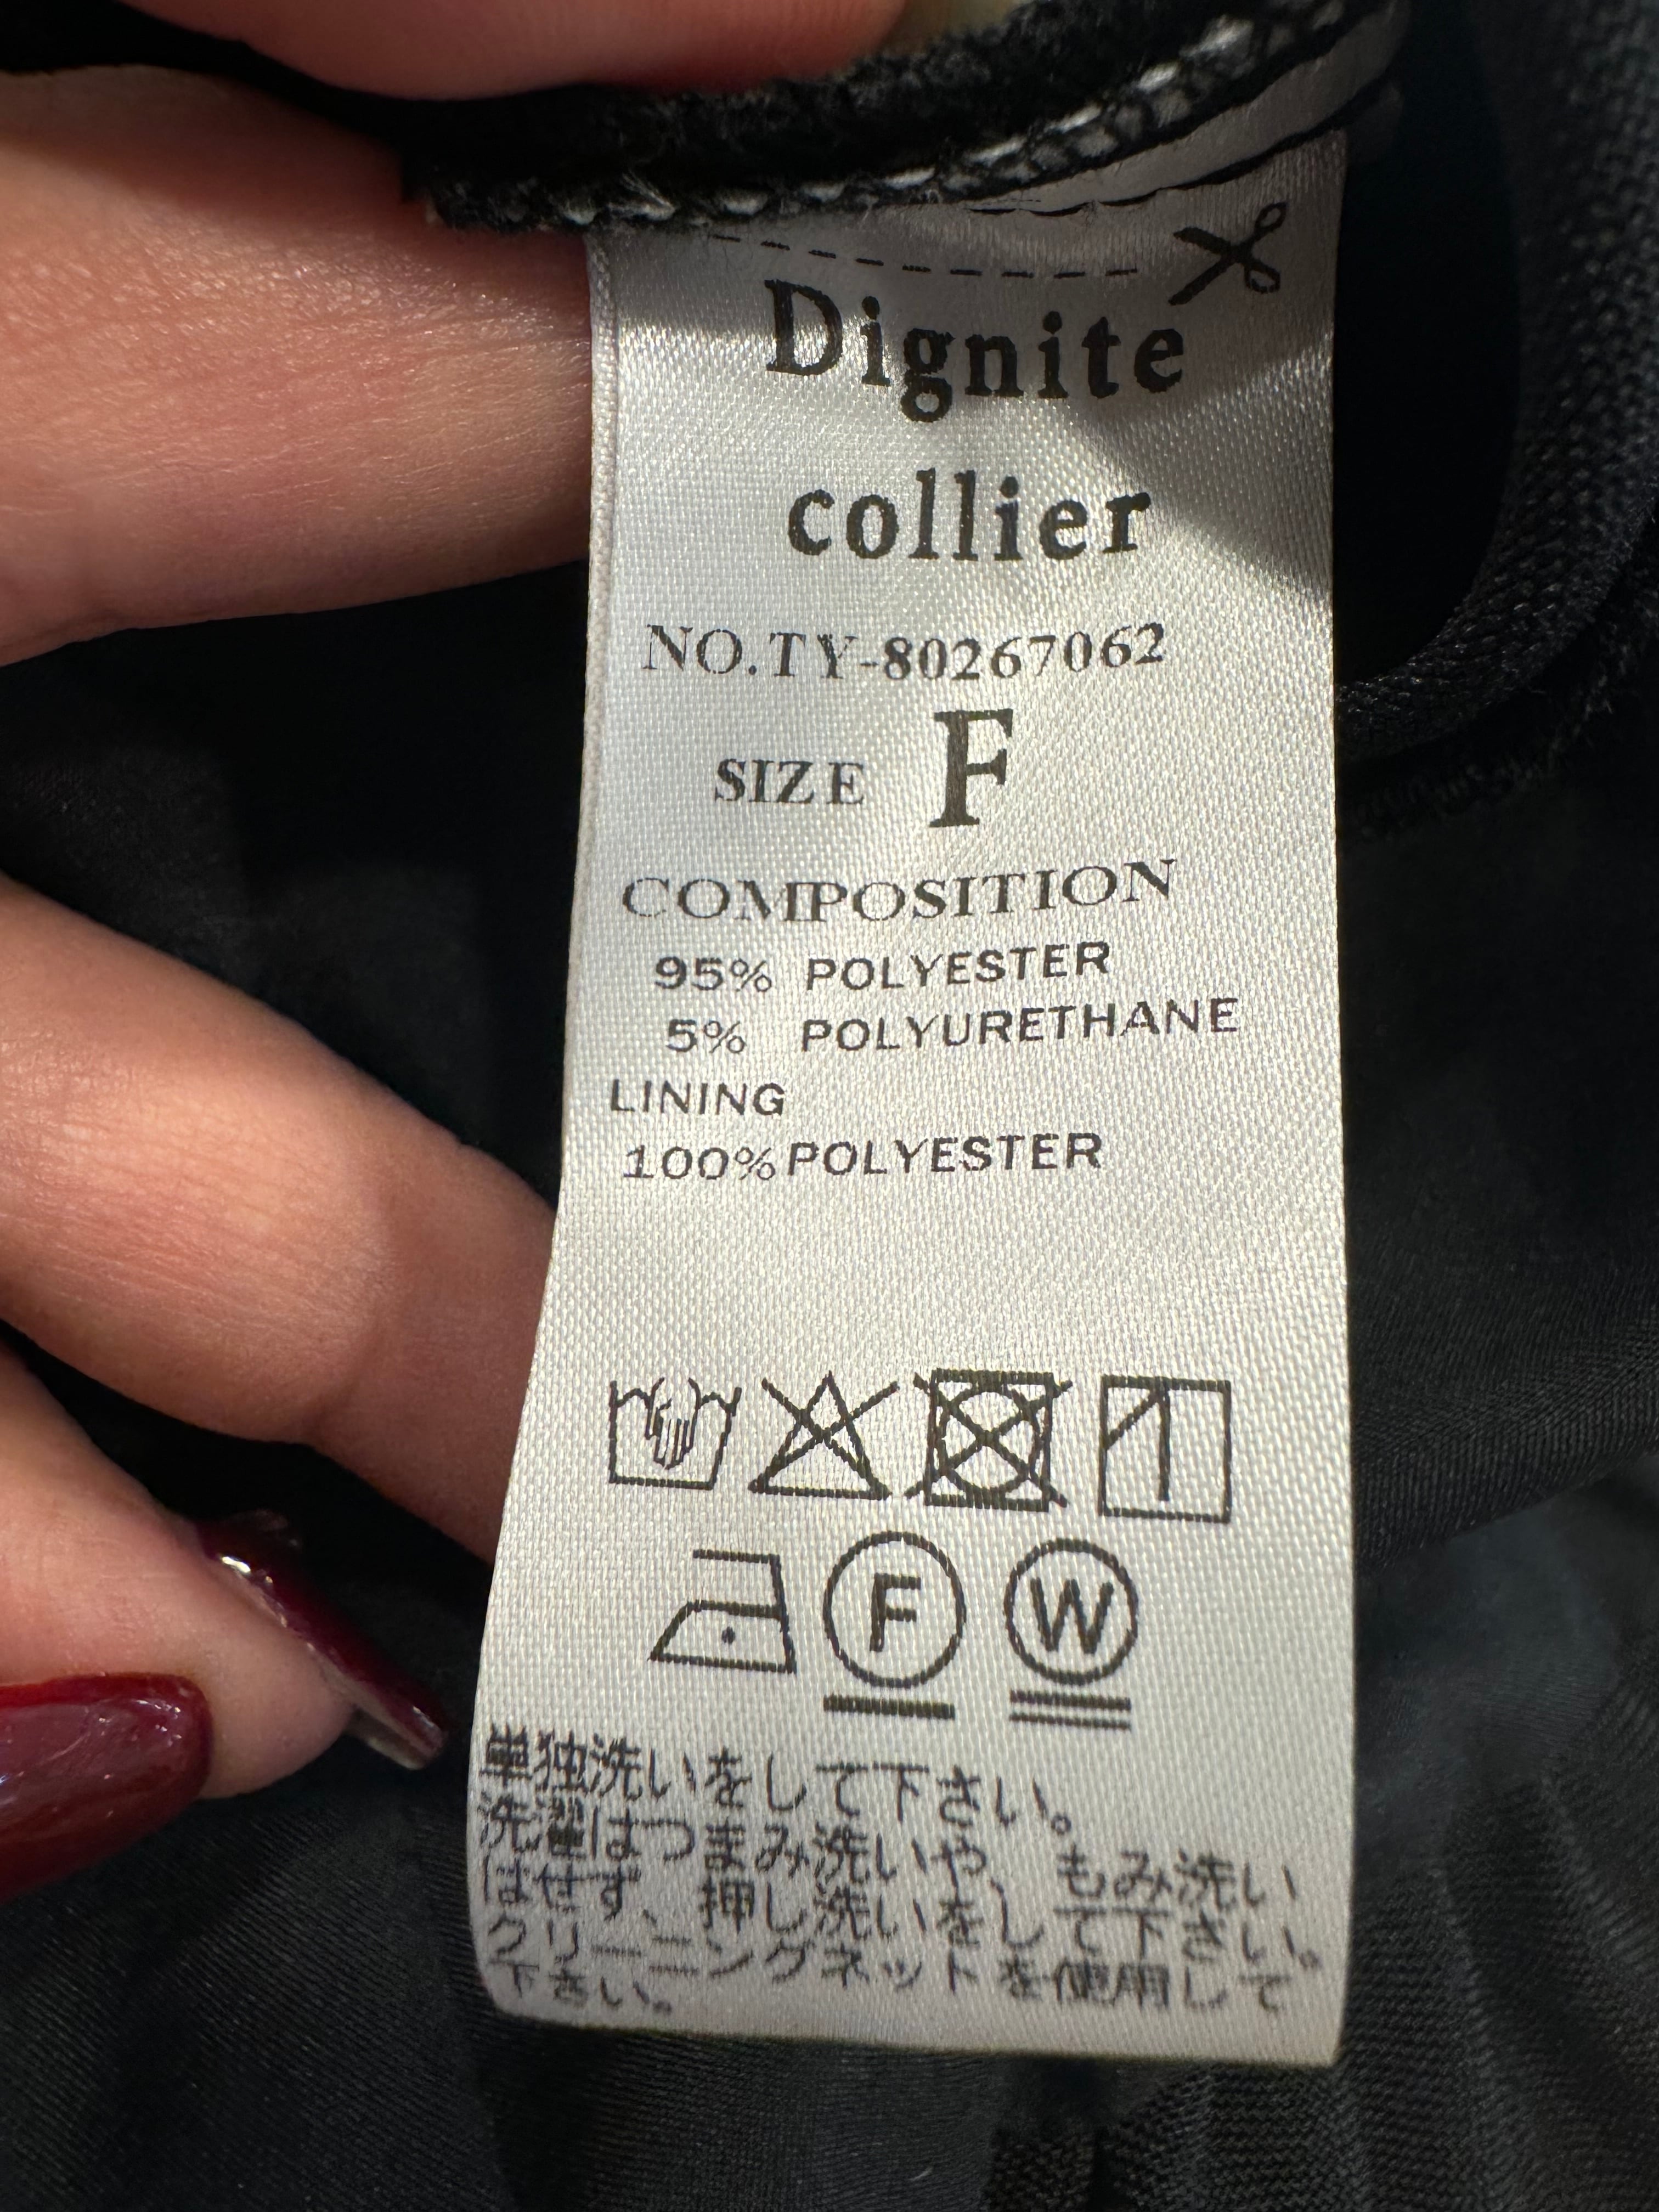 Dignite
collier
NO.TY-80267062
SIZE F
COMPOSITION
95% POLYESTER
5% POLYURETHANE
LINING
100% POLYESTER
F W
単独洗いをして下さい。
洗濯はつまみ洗いや、もみ洗い
はせず、押し洗いをして下さい。
クリーニングネットを使用して
下さい。